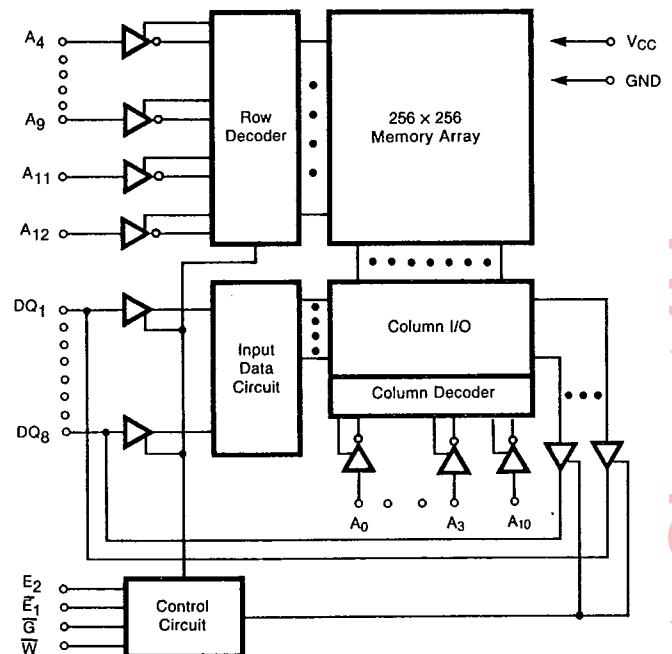 A4
A9
A11
A12
Row
Decoder
256 × 256
Memory Array
VCC
GND
DQ1
DQ8
Input
Data
Circuit
Column I/O
Column Decoder
A0
A3
A10
E2
E̅1
G̅
W̅
Control
Circuit